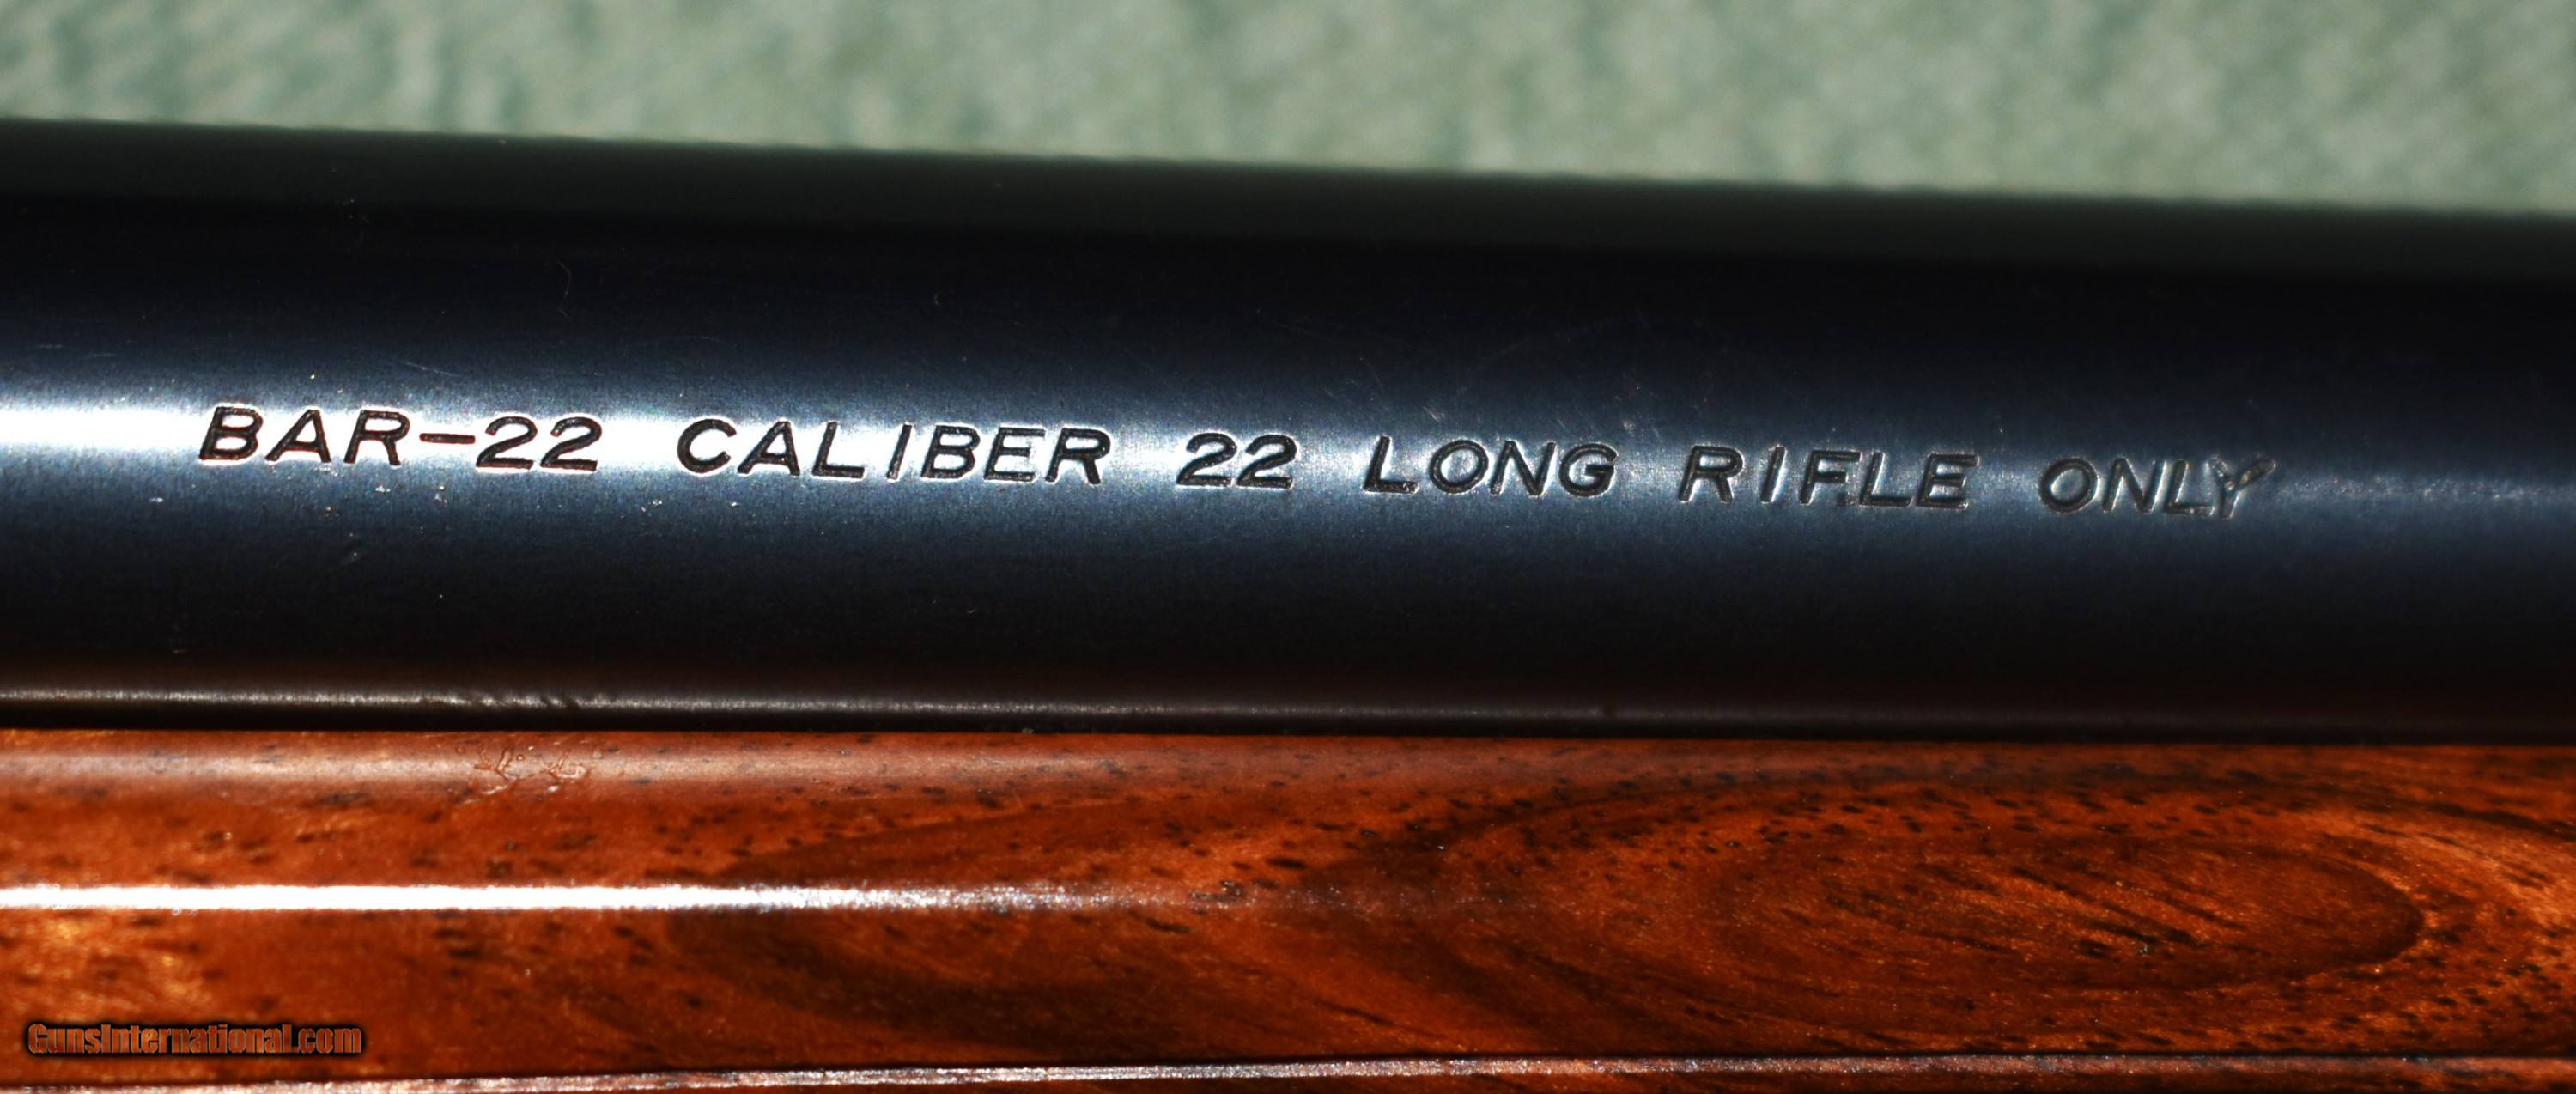 BAR-22 CALIBER 22 LONG RIFLE ONLY
GunsInternational.com